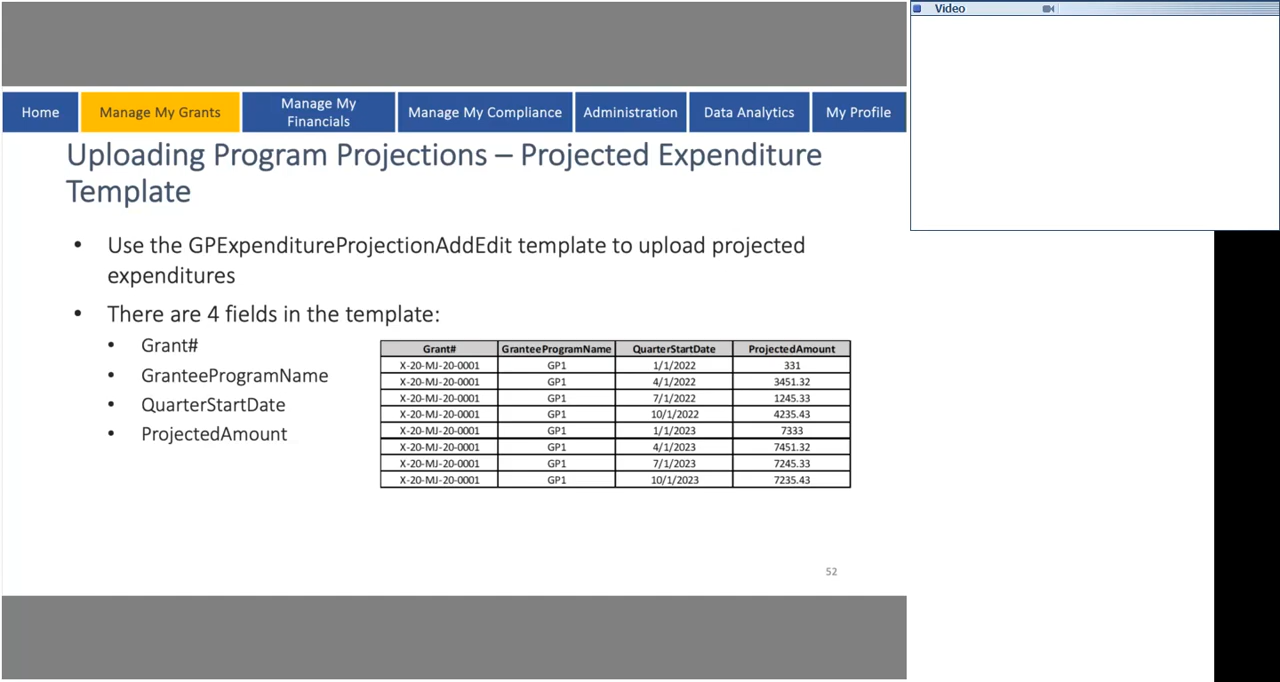 Video
Home
Manage My Grants
Manage My
Financials
Manage My Compliance
Administration
Data Analytics
My Profile
Uploading Program Projections – Projected Expenditure
Template
• Use the GPExpenditureProjectionAddEdit template to upload projected
expenditures
• There are 4 fields in the template:
• Grant#
• GranteeProgramName
• QuarterStartDate
• ProjectedAmount
Grant# GranteeProgramName QuarterStartDate ProjectedAmount
X-20-MJ-20-0001 GP1 1/1/2022 331
X-20-MJ-20-0001 GP1 4/1/2022 3451.32
X-20-MJ-20-0001 GP1 7/1/2022 1245.33
X-20-MJ-20-0001 GP1 10/1/2022 4235.43
X-20-MJ-20-0001 GP1 1/1/2023 7333
X-20-MJ-20-0001 GP1 4/1/2023 7451.32
X-20-MJ-20-0001 GP1 7/1/2023 7245.33
X-20-MJ-20-0001 GP1 10/1/2023 7235.43
52